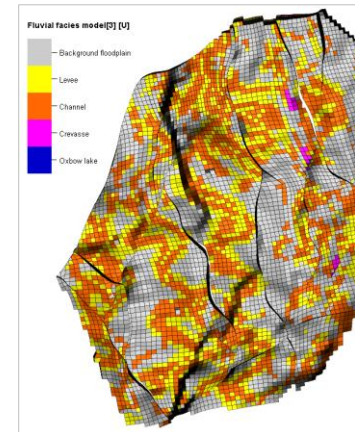 Fluvial facies model[3] [U]
Background floodplain
Levee
Channel
Crevasse
Oxbow lake